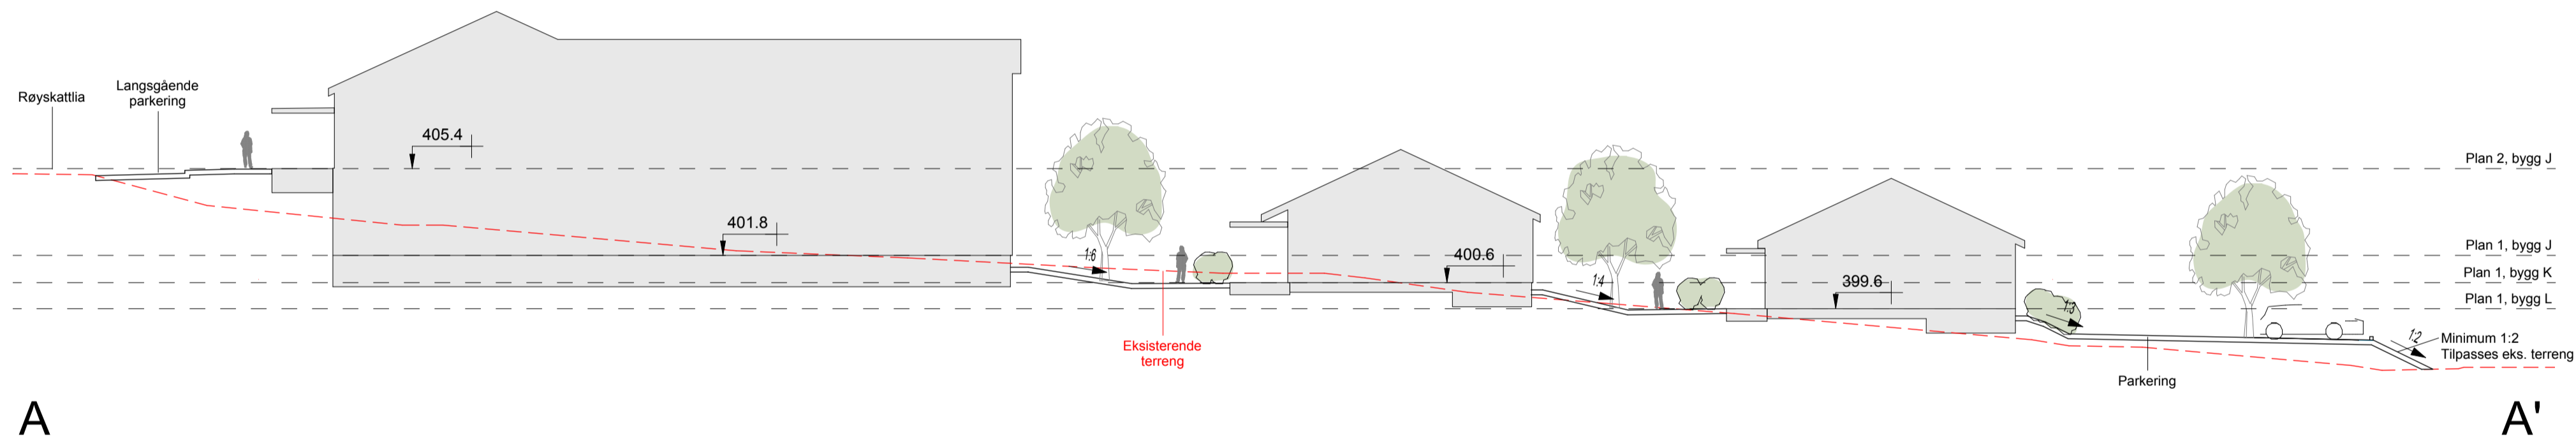 Røyskattlia
Langsgående
parkering
405.4
401.8
1:6
Eksisterende
terreng
400.6
1:4
399.6
1:3
Parkering
1:2
Minimum 1:2
Tilpasses eks. terreng
Plan 2, bygg J
Plan 1, bygg J
Plan 1, bygg K
Plan 1, bygg L
A
A'